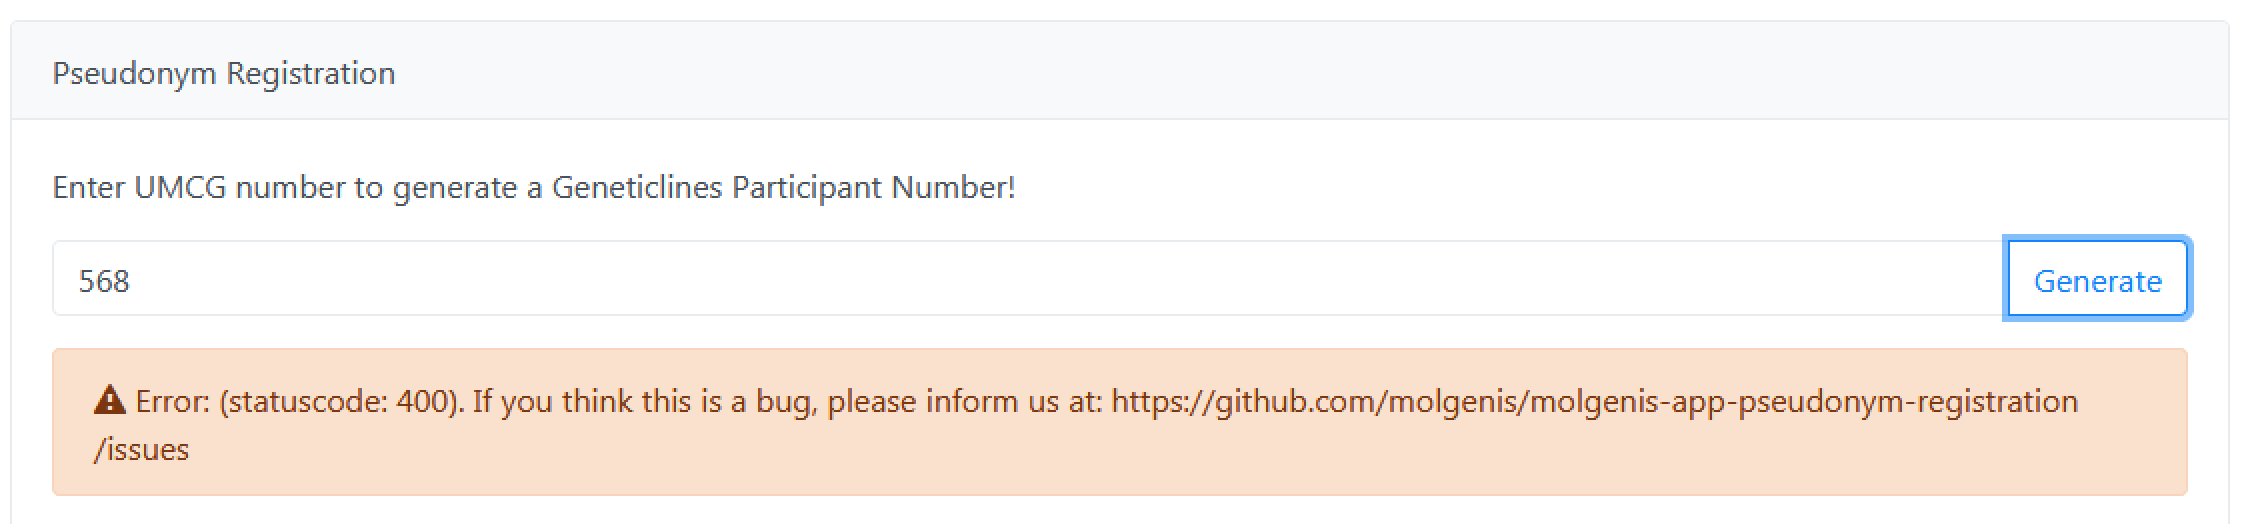 Pseudonym Registration
Enter UMCG number to generate a Geneticlines Participant Number!
568
Generate
Error: (statuscode: 400). If you think this is a bug, please inform us at: https://github.com/molgenis/molgenis-app-pseudonym-registration
/issues